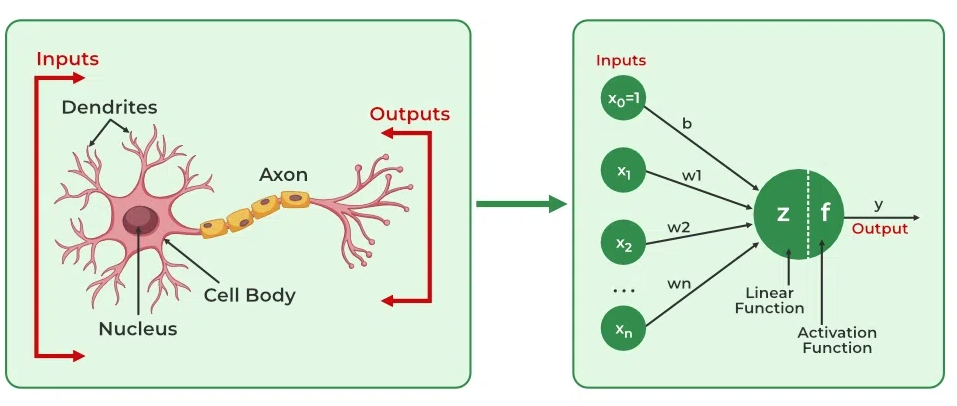 Inputs
Dendrites
Outputs
Axon
Cell Body
Nucleus
Inputs
x₀=1
b
x₁
w1
x₂
w2
...
wn
xₙ
z
f
y
Output
Linear
Function
Activation
Function